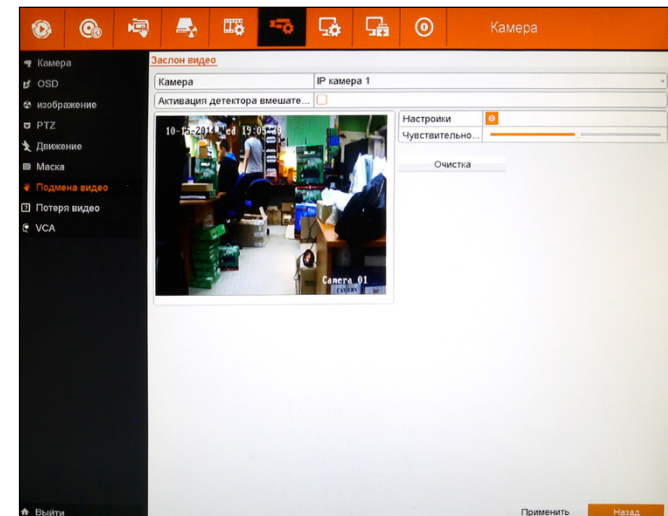 Камера
Камера
OSD
изображение
PTZ
Движение
Маска
Подмена видео
Потеря видео
VCA
Выйти
Заслон видео
Камера IP камера 1
Активация детектора вмешате...
Camera 01
Настройки
Чувствительно...
Очистка
Применить Назад